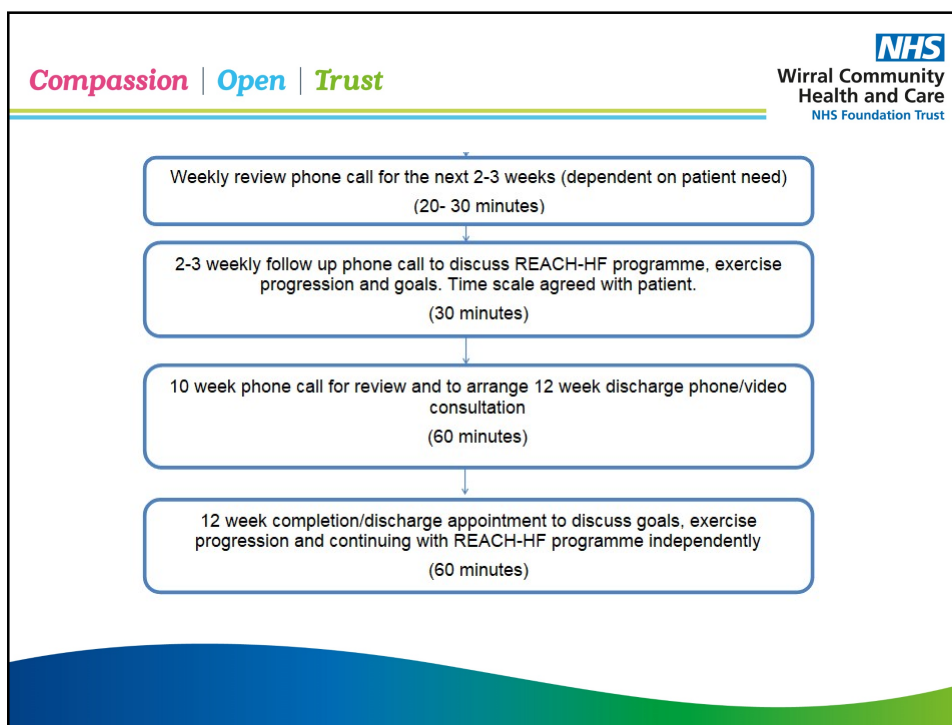 Compassion | Open | Trust
NHS
Wirral Community
Health and Care
NHS Foundation Trust
Weekly review phone call for the next 2-3 weeks (dependent on patient need)
(20- 30 minutes)
2-3 weekly follow up phone call to discuss REACH-HF programme, exercise
progression and goals. Time scale agreed with patient.
(30 minutes)
10 week phone call for review and to arrange 12 week discharge phone/video
consultation
(60 minutes)
12 week completion/discharge appointment to discuss goals, exercise
progression and continuing with REACH-HF programme independently
(60 minutes)